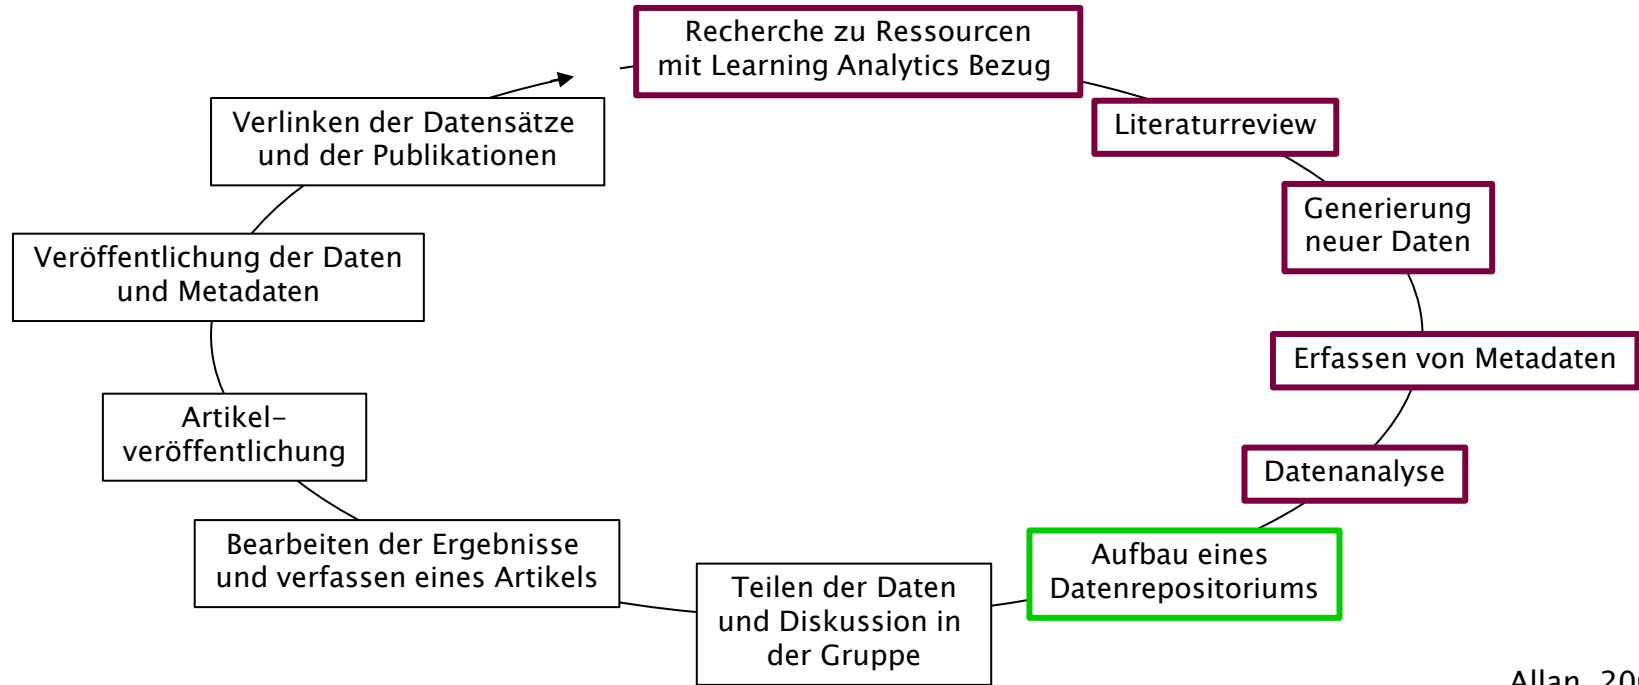 Recherche zu Ressourcen
mit Learning Analytics Bezug
Literaturreview
Generierung
neuer Daten
Erfassen von Metadaten
Datenanalyse
Aufbau eines
Datenrepositoriums
Teilen der Daten
und Diskussion in
der Gruppe
Bearbeiten der Ergebnisse
und verfassen eines Artikels
Artikel-
veröffentlichung
Veröffentlichung der Daten
und Metadaten
Verlinken der Datensätze
und der Publikationen
Allan,